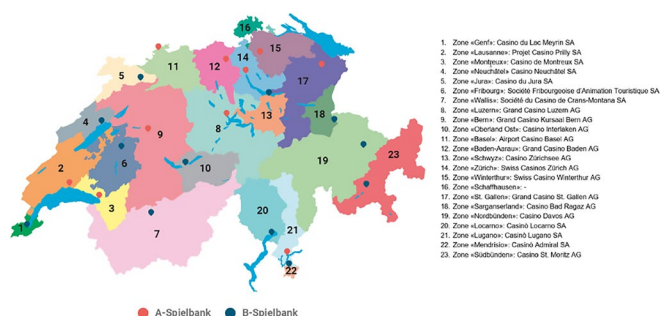 16
15
14
12
11
5
17
18
4
8
13
9
6
2
10
19
23
3
7
20
21
1
22
1. Zone «Genf»: Casino du Lac Meyrin SA
2. Zone «Lausanne»: Projet Casino Prilly SA
3. Zone «Montreux»: Casino de Montreux SA
4. Zone «Neuchâtel» Casino Neuchâtel SA
5. Zone «Jura»: Casino du Jura SA
6. Zone «Fribourg»: Société Fribourgeoise d'Animation Touristique SA
7. Zone «Wallis»: Société du Casino de Crans-Montana SA
8. Zone «Luzern»: Grand Casino Luzern AG
9. Zone «Bern»: Grand Casino Kursaal Bern AG
10. Zone «Oberland Ost»: Casino Interlaken AG
11. Zone «Basel»: Airport Casino Basel AG
12. Zone «Baden-Aarau»: Grand Casino Baden AG
13. Zone «Schwyz»: Casino Zürichsee AG
14. Zone «Zürich»: Swiss Casinos Zürich AG
15. Zone «Winterthur»: Swiss Casino Winterthur AG
16. Zone «Schaffhausen»: -
17. Zone «St. Gallen»: Grand Casino St. Gallen AG
18. Zone «Sarganserland»: Casino Bad Ragaz AG
19. Zone «Nordbünden»: Casino Davos AG
20. Zone «Locarno»: Casinò Locarno SA
21. Zone «Lugano»: Casinò Lugano SA
22. Zone «Mendrisio»: Casinò Admiral SA
23. Zone «Südbünden»: Casino St. Moritz AG
A-Spielbank B-Spielbank